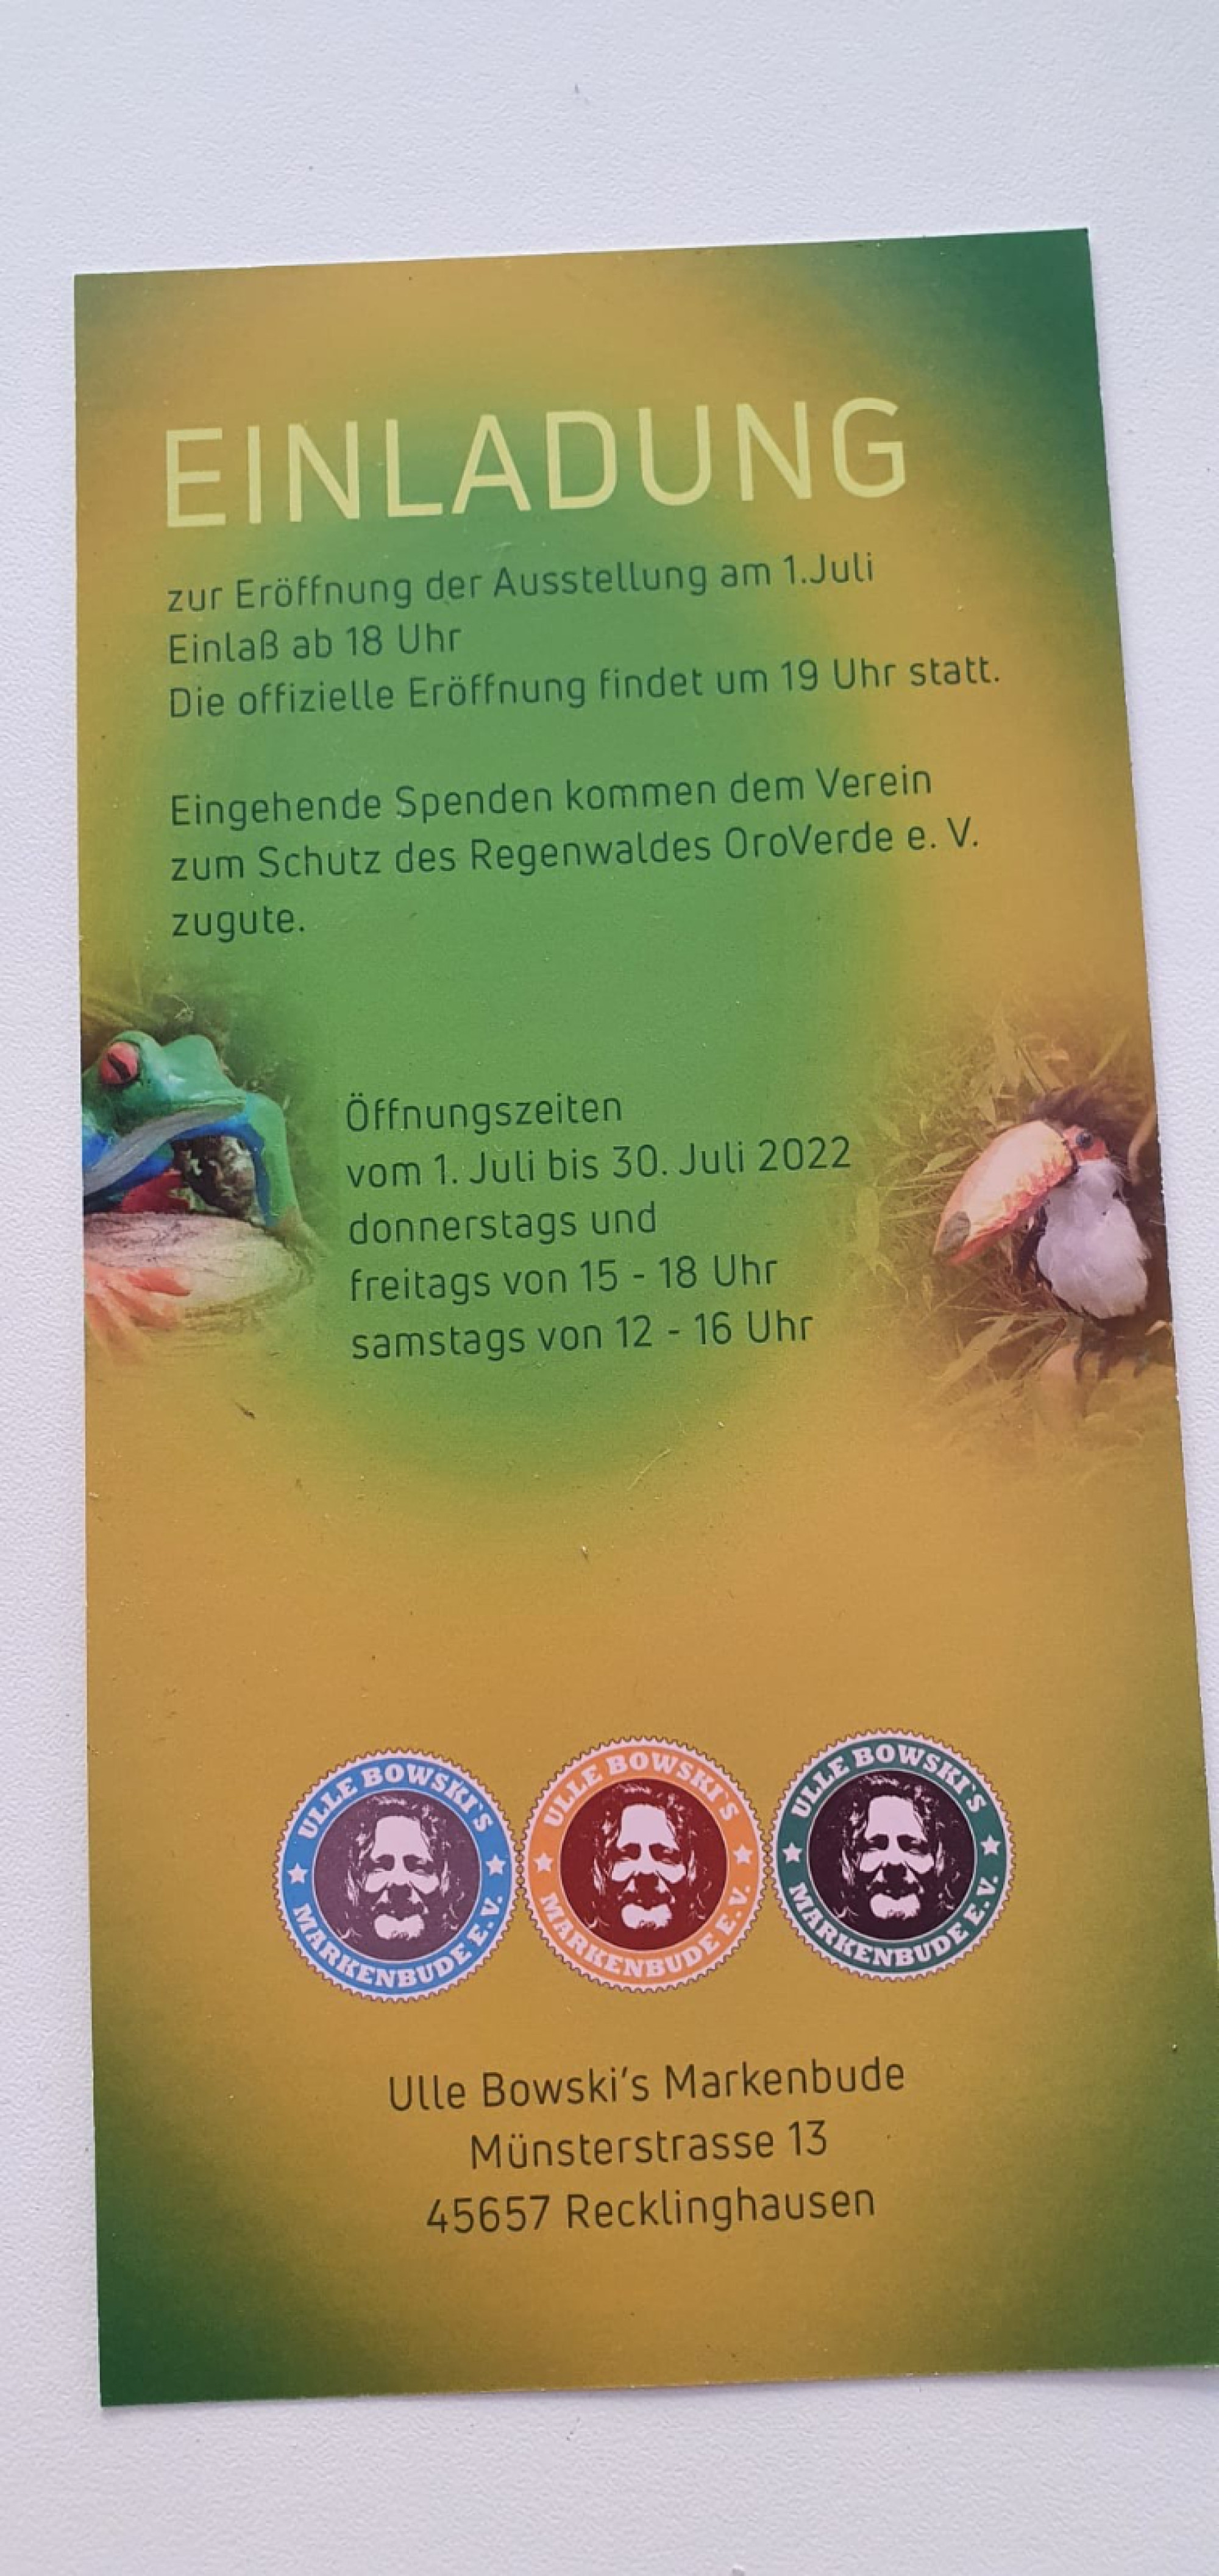 EINLADUNG
zur Eröffnung der Ausstellung am 1.Juli
Einlaß ab 18 Uhr
Die offizielle Eröffnung findet um 19 Uhr statt.
Eingehende Spenden kommen dem Verein
zum Schutz des Regenwaldes OroVerde e. V.
zugute.
Öffnungszeiten
vom 1. Juli bis 30. Juli 2022
donnerstags und
freitags von 15 - 18 Uhr
samstags von 12 - 16 Uhr
ULLE BOWSKI'S
MARKENBUDE E.V.
ULLE BOWSKI'S
MARKENBUDE E.V.
ULLE BOWSKI'S
MARKENBUDE E.V.
Ulle Bowski's Markenbude
Münsterstrasse 13
45657 Recklinghausen